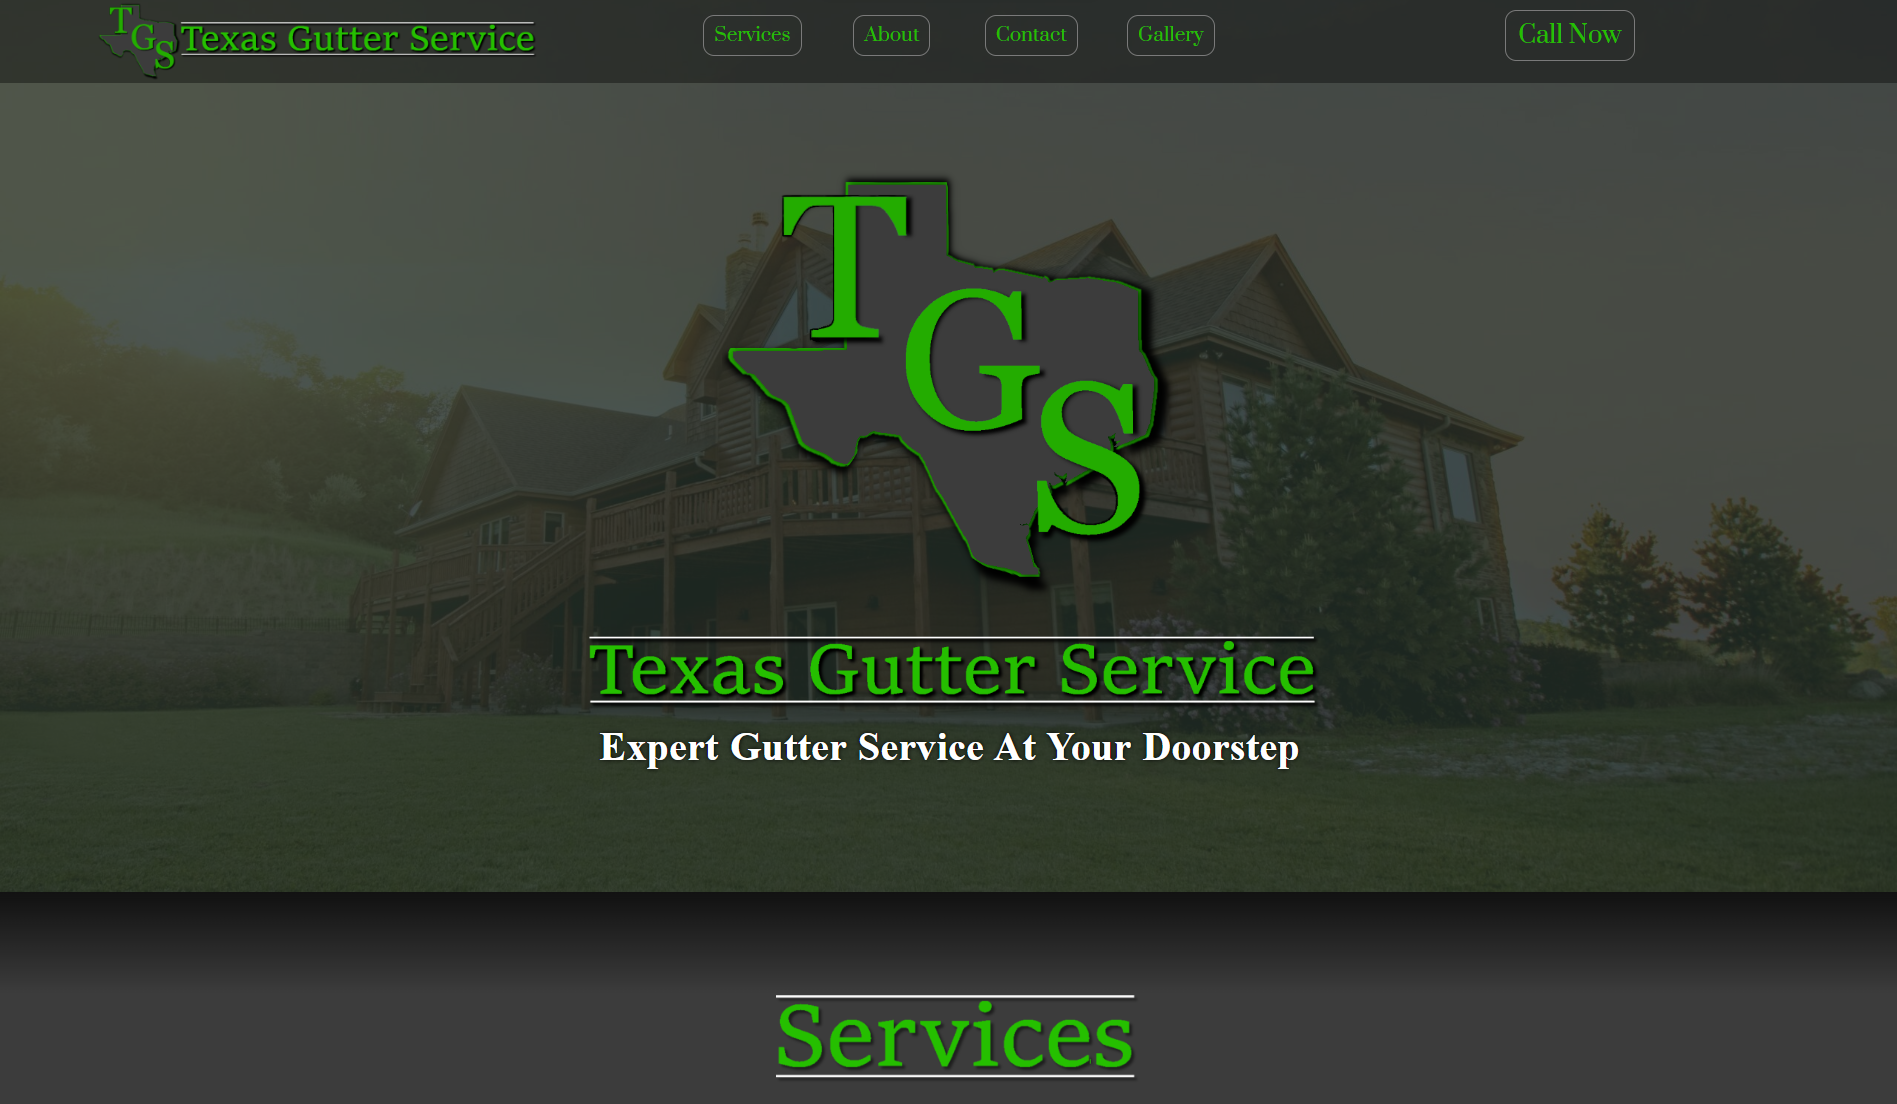 TGS
Texas Gutter Service
Services
About
Contact
Gallery
Call Now
TGS
Texas Gutter Service
Expert Gutter Service At Your Doorstep
Services